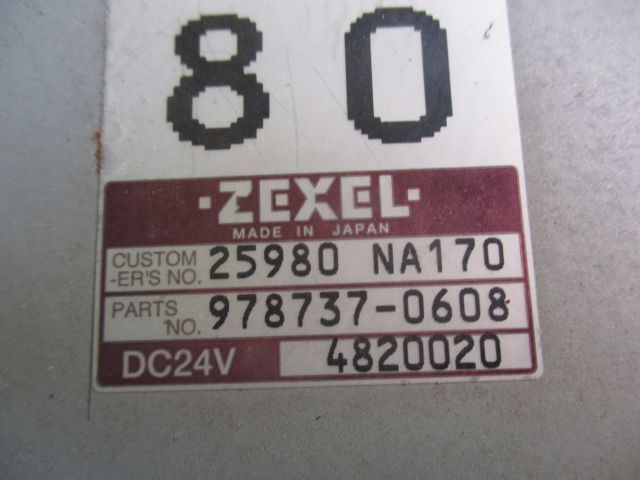 80
·ZEXEL·
MADE IN JAPAN
CUSTOM
-ER'S NO. 25980 NA170
PARTS
NO. 978737-0608
DC24V 4820020